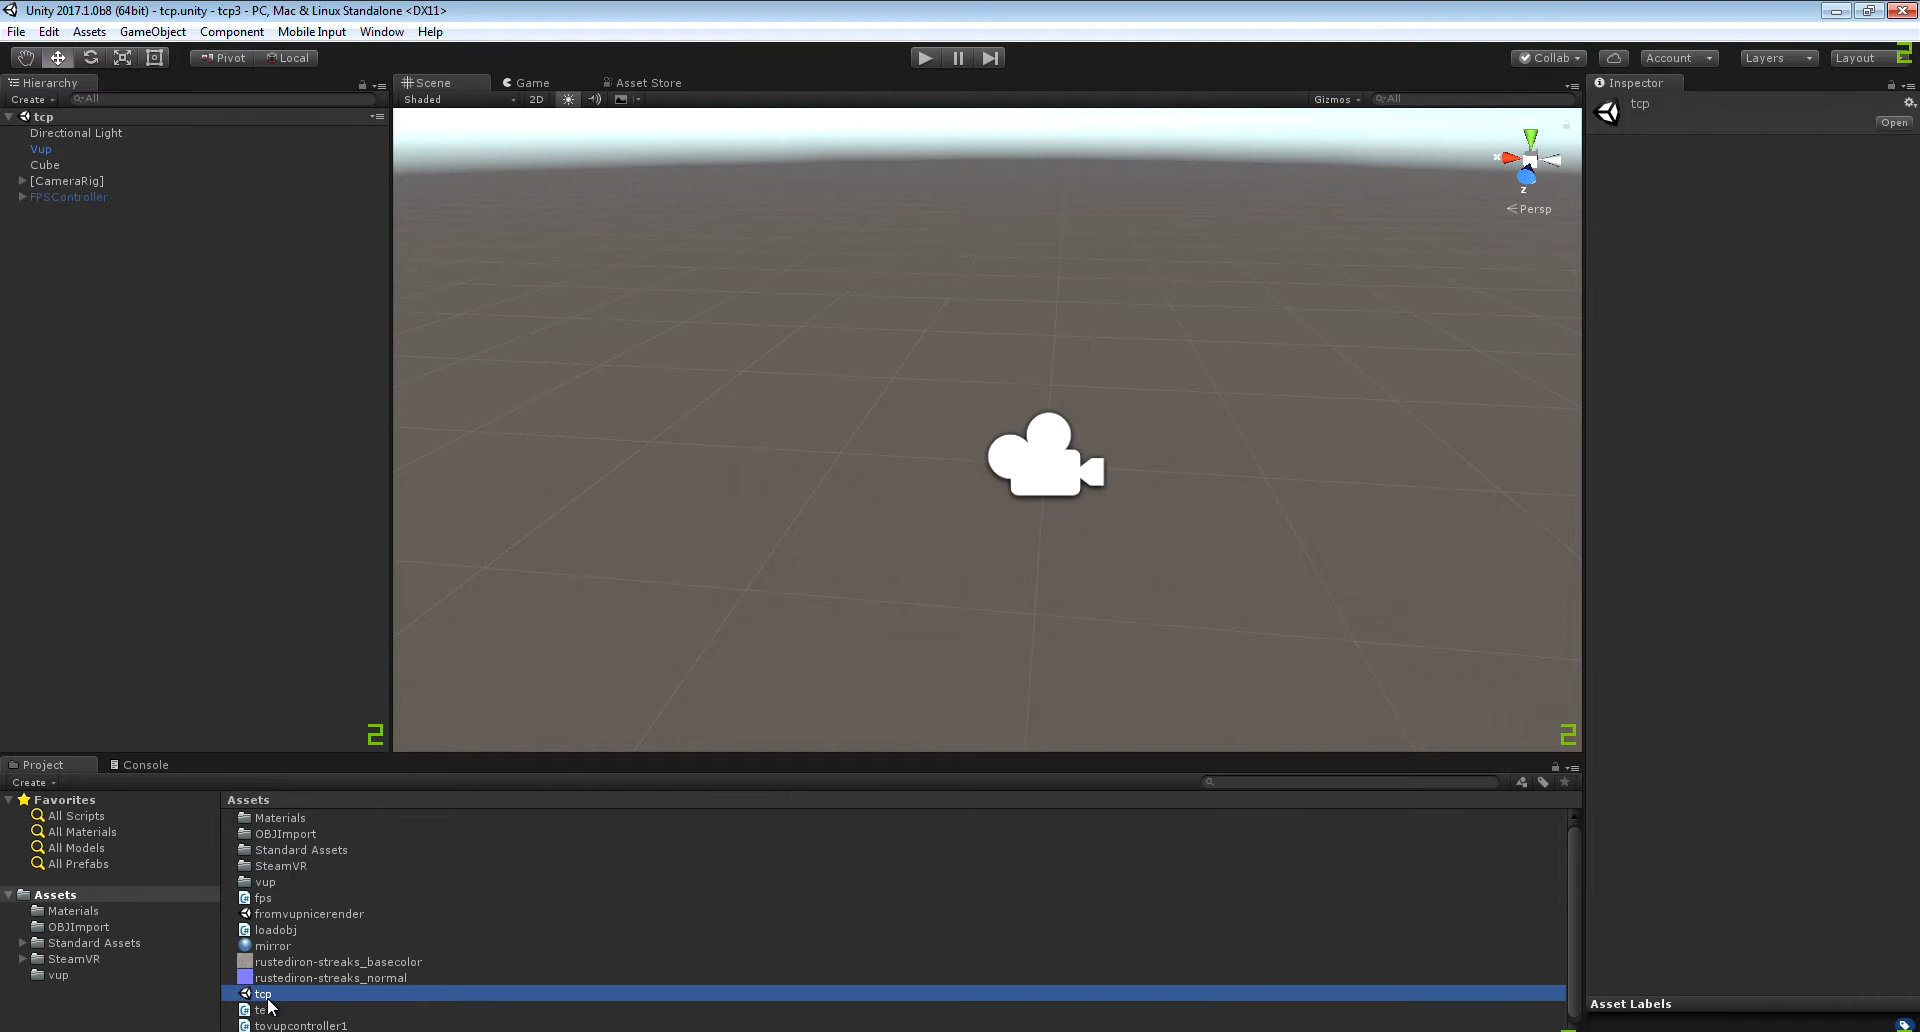 Unity 2017.1.0b8 (64bit) - tcp.unity - tcp3 - PC, Mac & Linux Standalone <DX11>
File Edit Assets GameObject Component Mobile Input Window Help
Pivot Local Collab Account Layers Layout
2
Hierarchy
Create All
tcp
Directional Light
Vup
Cube
[CameraRig]
FPSController
2
Scene Game Asset Store
Shaded 2D Gizmos All
x
z
Persp
2
Inspector
tcp
Open
Project Console
Create
Favorites
All Scripts
All Materials
All Models
All Prefabs
Assets
Materials
OBJImport
Standard Assets
SteamVR
vup
Assets
Materials
OBJImport
Standard Assets
SteamVR
vup
fps
fromvupnicerender
loadobj
mirror
rustediron-streaks_basecolor
rustediron-streaks_normal
tcp
tovupcontroller1
Asset Labels